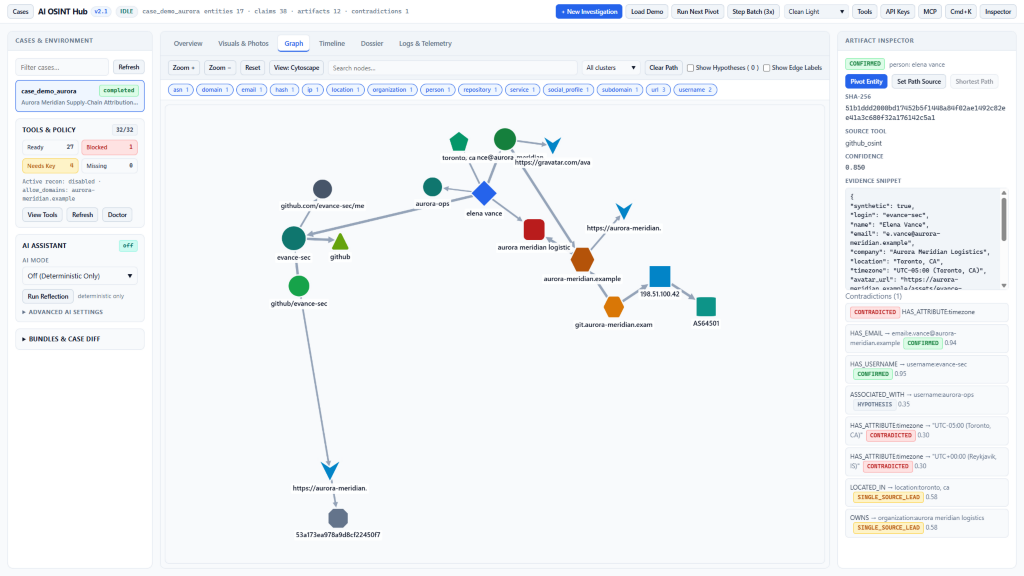 Cases AI OSINT Hub v2.1 IDLE case_demo_aurora entities 17 · claims 38 · artifacts 12 · contradictions 1 + New Investigation Load Demo Run Next Pivot Step Batch (3x) Clean Light Tools API Keys MCP Cmd+K Inspector
CASES & ENVIRONMENT
Filter cases... Refresh
case_demo_aurora completed
Aurora Meridian Supply-Chain Attribution...
TOOLS & POLICY 32/32
Ready 27 Blocked 1
Needs Key 4 Missing 0
Active recon: disabled ·
allow_domains: aurora-
meridian.example
View Tools Refresh Doctor
AI ASSISTANT off
AI MODE
Off (Deterministic Only)
Run Reflection deterministic only
▸ ADVANCED AI SETTINGS
▸ BUNDLES & CASE DIFF
Overview Visuals & Photos Graph Timeline Dossier Logs & Telemetry
Zoom + Zoom − Reset View: Cytoscape Search nodes... All clusters Clear Path Show Hypotheses ( 0 ) Show Edge Labels
asn 1 domain 1 email 1 hash 1 ip 1 location 1 organization 1 person 1 repository 1 service 1 social_profile 1 subdomain 1 url 3 username 2
toronto, ca
nce@aurora_meridian
https://gravatar.com/ava
github.com/evance-sec/me
aurora-ops
elena vance
https://aurora-meridian.
aurora meridian logistic
evance-sec
github
aurora-meridian.example
198.51.100.42
github/evance-sec
git.aurora-meridian.exam
AS64501
https://aurora-meridian.
53a173ea978a9d8cf22450f7
ARTIFACT INSPECTOR
CONFIRMED person: elena vance
Pivot Entity Set Path Source Shortest Path
SHA-256
51b1ddd2000bd17452b5f1448a84f02ae1492c82e
e41a3c680f32a176142c5a1
SOURCE TOOL
github_osint
CONFIDENCE
0.850
EVIDENCE SNIPPET
{
"synthetic": true,
"login": "evance-sec",
"name": "Elena Vance",
"email": "e.vance@aurora-
meridian.example",
"company": "Aurora Meridian Logistics",
"location": "Toronto, CA",
"timezone": "UTC-05:00 (Toronto, CA)",
"avatar_url": "https://aurora-
meridian.example/assets/evance-
Contradictions (1)
CONTRADICTED HAS_ATTRIBUTE:timezone
HAS_EMAIL → email:e.vance@aurora-
meridian.example CONFIRMED 0.94
HAS_USERNAME → username:evance-sec
CONFIRMED 0.95
ASSOCIATED_WITH → username:aurora-ops
HYPOTHESIS 0.35
HAS_ATTRIBUTE:timezone → "UTC-05:00 (Toronto,
CA)" CONTRADICTED 0.30
HAS_ATTRIBUTE:timezone → "UTC+00:00 (Reykjavik,
IS)" CONTRADICTED 0.30
LOCATED_IN → location:toronto, ca
SINGLE_SOURCE_LEAD 0.58
OWNS → organization:aurora meridian logistics
SINGLE_SOURCE_LEAD 0.58